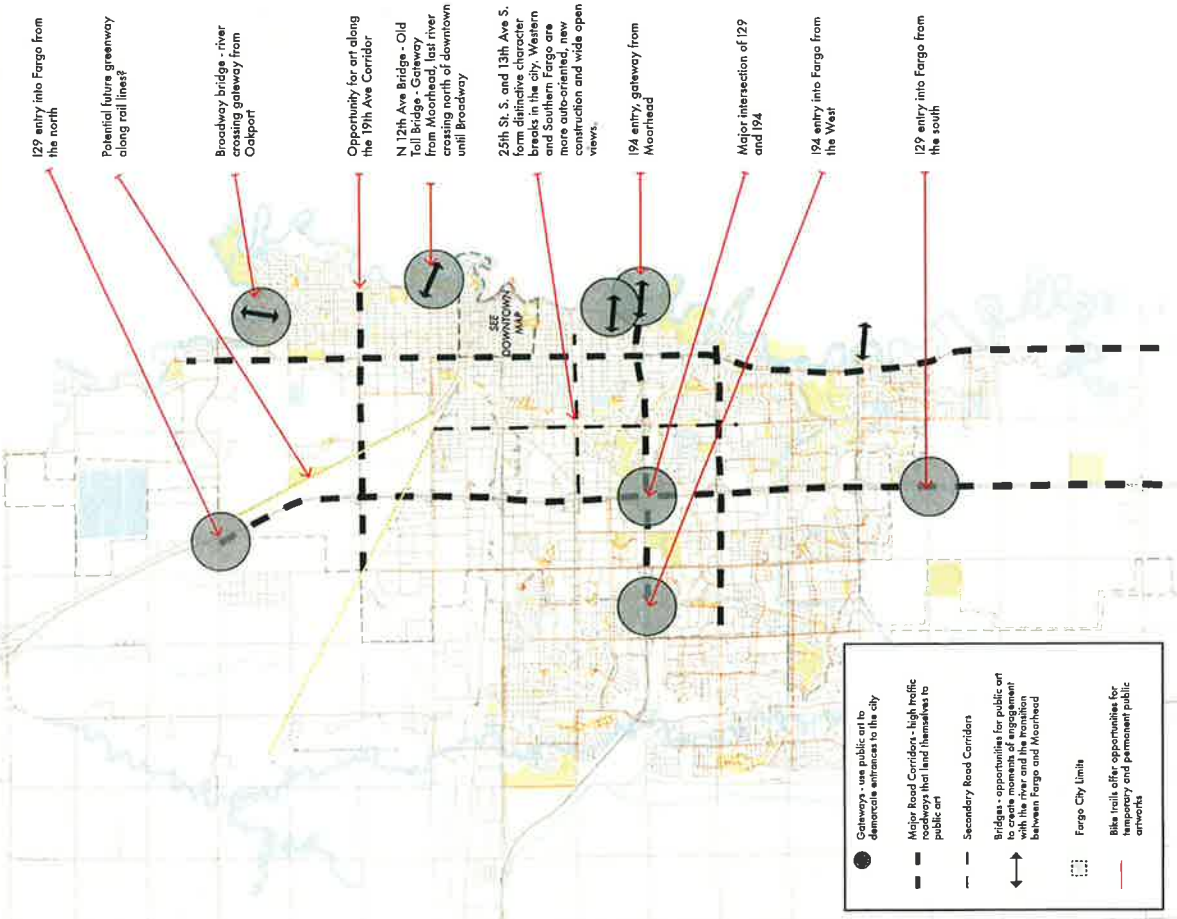 I29 entry into Fargo from
the north
Potential future greenway
along rail lines?
Broadway bridge - river
crossing gateway from
Oakport
Opportunity for art along
the 19th Ave Corridor
N 12th Ave Bridge - Old
Toll Bridge - Gateway
from Moorhead, last river
crossing north of downtown
until Broadway
25th St. S. and 13th Ave S.
form distinctive character
breaks in the city. Western
and Southern Fargo are
more auto-oriented, new
construction and wide open
views.
I94 entry, gateway from
Moorhead
Major intersection of I29
and I94
I94 entry into Fargo from
the West
I29 entry into Fargo from
the south
SEE
DOWNTOWN
MAP
Gateways - use public art to
demarcate entrances to the city
Major Road Corridors - high traffic
roadways that lend themselves to
public art
Secondary Road Corridors
Bridges - opportunities for public art
to create moments of engagement
with the river and the transition
between Fargo and Moorhead
Fargo City Limits
Bike trails offer opportunities for
temporary and permanent public
artworks